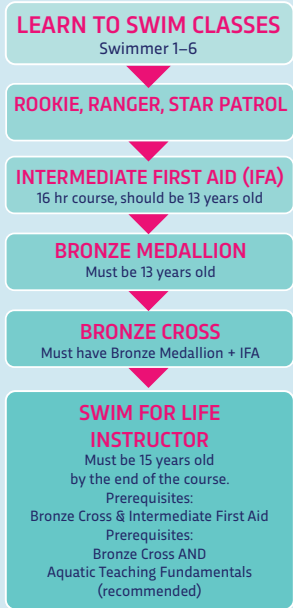 LEARN TO SWIM CLASSES
Swimmer 1–6
ROOKIE, RANGER, STAR PATROL
INTERMEDIATE FIRST AID (IFA)
16 hr course, should be 13 years old
BRONZE MEDALLION
Must be 13 years old
BRONZE CROSS
Must have Bronze Medallion + IFA
SWIM FOR LIFE
INSTRUCTOR
Must be 15 years old
by the end of the course.
Prerequisites:
Bronze Cross & Intermediate First Aid
Prerequisites:
Bronze Cross AND
Aquatic Teaching Fundamentals
(recommended)